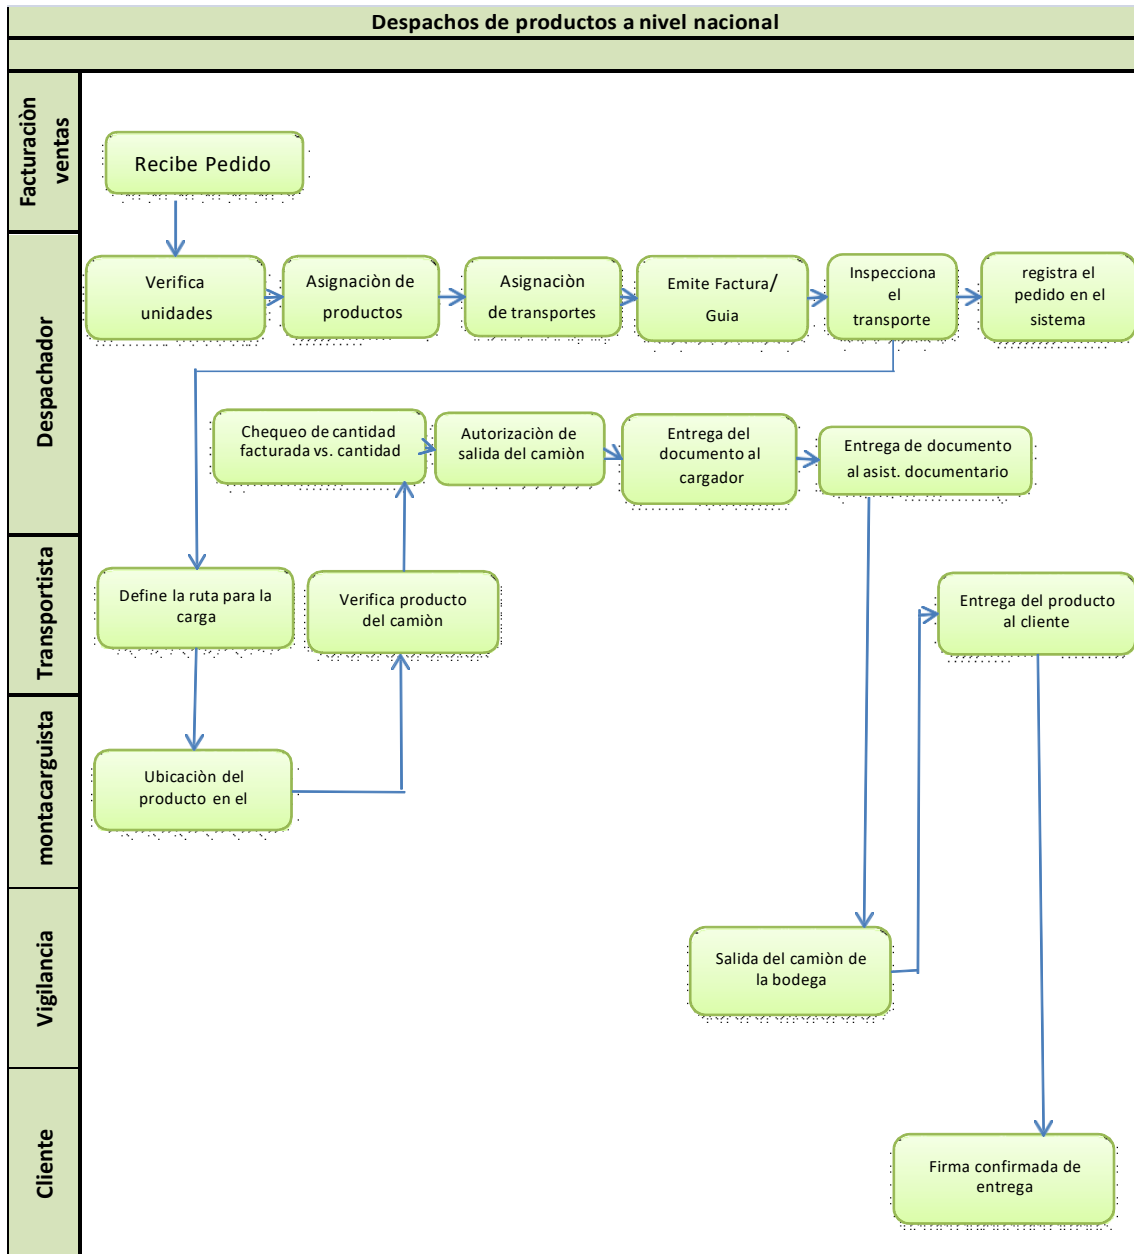 Despachos de productos a nivel nacional
Facturaciòn
ventas
Recibe Pedido
Despachador
Verifica
unidades
Asignaciòn de
productos
Asignaciòn
de transportes
Emite Factura/
Guia
Inspecciona
el
transporte
registra el
pedido en el
sistema
Chequeo de cantidad
facturada vs. cantidad
Autorizaciòn de
salida del camiòn
Entrega del
documento al
cargador
Entrega de documento
al asist. documentario
Transportista
Define la ruta para la
carga
Verifica producto
del camiòn
Entrega del producto
al cliente
montacarguista
Ubicaciòn del
producto en el
Vigilancia
Salida del camiòn de
la bodega
Cliente
Firma confirmada de
entrega